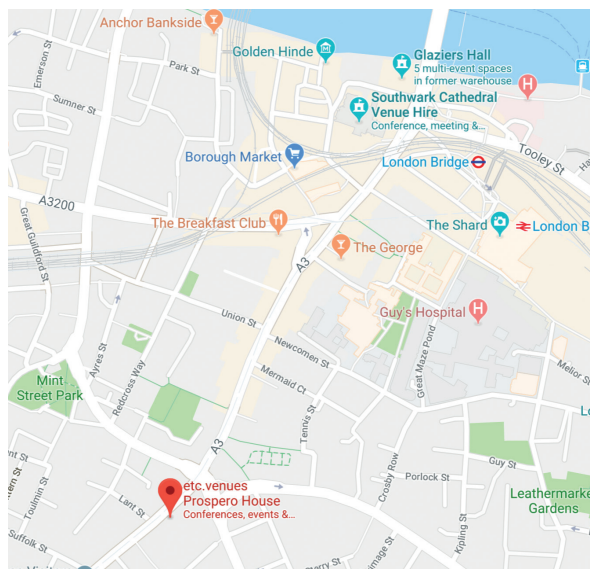 Anchor Bankside
Golden Hinde
Glaziers Hall
5 multi-event spaces
in former warehouse
Emerson St
Park St
H
Sumner St
Southwark Cathedral
Venue Hire
Conference, meeting &...
Tooley St
Borough Market
London Bridge
A3200
The Breakfast Club
The Shard
London B
Great Guildford St
A3
The George
Guy's Hospital
H
Union St
Newcomen St
Great Maze Pond
Ayres St
Redcross Way
Mermaid Ct
Melior St
Mint
Street Park
Tennis St
A3
Crosby Row
Guy St
Porlock St
Toulmin St
Lant St
etc.venues
Prospero House
Conferences, events &...
Leathermarke
Gardens
Kipling St
Suffolk St